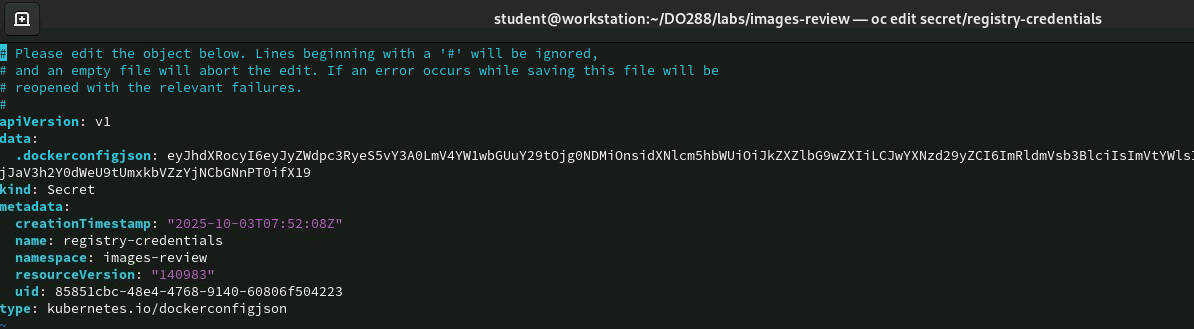 student@workstation:~/DO288/labs/images-review — oc edit secret/registry-credentials
# Please edit the object below. Lines beginning with a '#' will be ignored,
# and an empty file will abort the edit. If an error occurs while saving this file will be
# reopened with the relevant failures.
#
apiVersion: v1
data:
  .dockerconfigjson: eyJhdXRocyI6eyJyZWdpc3RyeS5vY3A0LmV4YW1wbGUuY29tOjg0NDMiOnsidXNlcm5hbWUiOiJkZXZlbG9wZXIiLCJwYXNzd29yZCI6ImRldmVsb3BlciIsImVtYWlsI
jJaV3h2Y0dWeU9tUmxkbVZzYjNCbGNnPT0ifX19
kind: Secret
metadata:
  creationTimestamp: "2025-10-03T07:52:08Z"
  name: registry-credentials
  namespace: images-review
  resourceVersion: "140983"
  uid: 85851cbc-48e4-4768-9140-60806f504223
type: kubernetes.io/dockerconfigjson
~